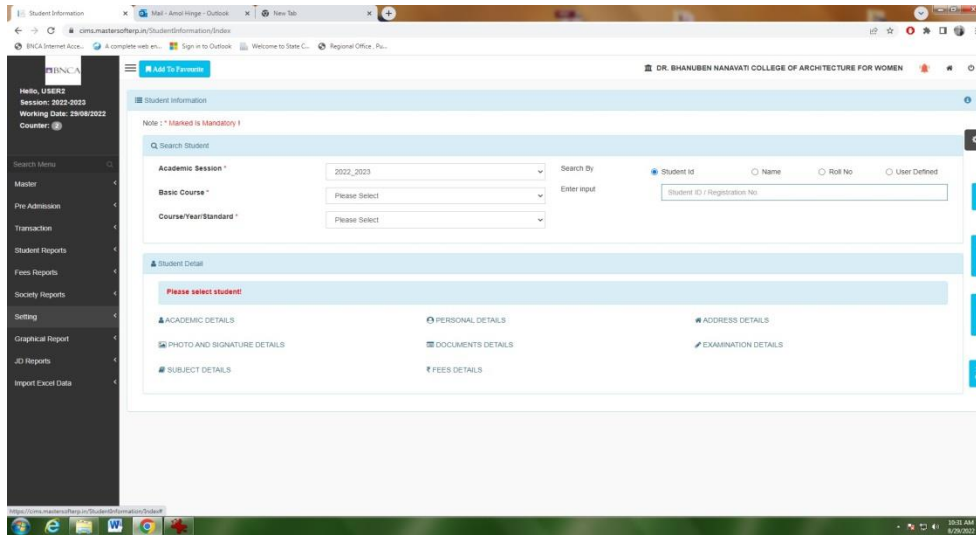 Student Information
Mail - Amol Hinge - Outlook
New Tab
cims.mastersofterp.in/StudentInformation/Index
BNCA Internet Acce...
A complete web en...
Sign in to Outlook
Welcome to State C...
Regional Office , Pu...
BNCA
Add To Favourite
DR. BHANUBEN NANAVATI COLLEGE OF ARCHITECTURE FOR WOMEN
Hello, USER2
Session: 2022-2023
Working Date: 29/08/2022
Counter: 2
Search Menu
Master
Pre Admission
Transaction
Student Reports
Fees Reports
Society Reports
Setting
Graphical Report
JD Reports
Import Excel Data
Student Information
Note : * Marked Is Mandatory !
Search Student
Academic Session *
2022_2023
Search By
Student Id
Name
Roll No
User Defined
Basic Course *
Please Select
Enter input
Student ID / Registration No
Course/Year/Standard *
Please Select
Student Detail
Please select student!
ACADEMIC DETAILS
PERSONAL DETAILS
ADDRESS DETAILS
PHOTO AND SIGNATURE DETAILS
DOCUMENTS DETAILS
EXAMINATION DETAILS
SUBJECT DETAILS
₹ FEES DETAILS
https://cims.mastersofterp.in/StudentInformation/Index#
10:31 AM
8/29/2022